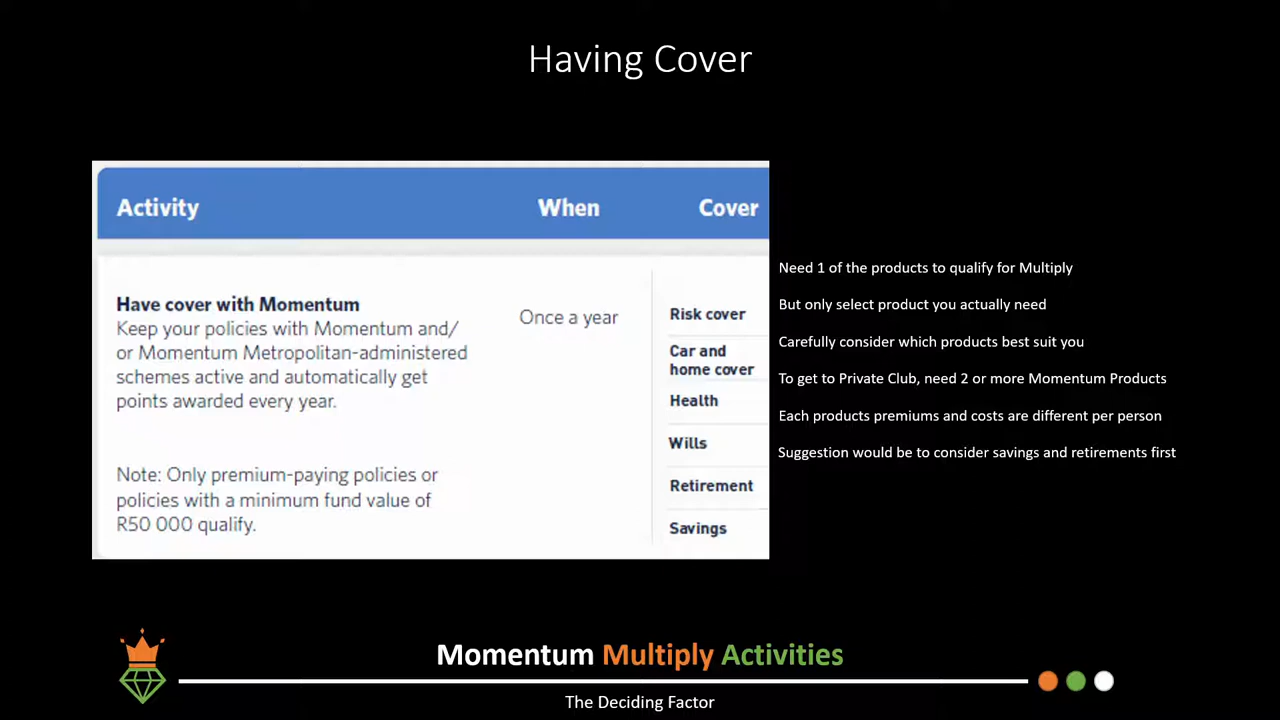 Having Cover
Activity When Cover
Have cover with Momentum
Keep your policies with Momentum and/
or Momentum Metropolitan-administered
schemes active and automatically get
points awarded every year.
Note: Only premium-paying policies or
policies with a minimum fund value of
R50 000 qualify.
Once a year
Risk cover
Car and
home cover
Health
Wills
Retirement
Savings
Need 1 of the products to qualify for Multiply
But only select product you actually need
Carefully consider which products best suit you
To get to Private Club, need 2 or more Momentum Products
Each products premiums and costs are different per person
Suggestion would be to consider savings and retirements first
Momentum Multiply Activities
The Deciding Factor